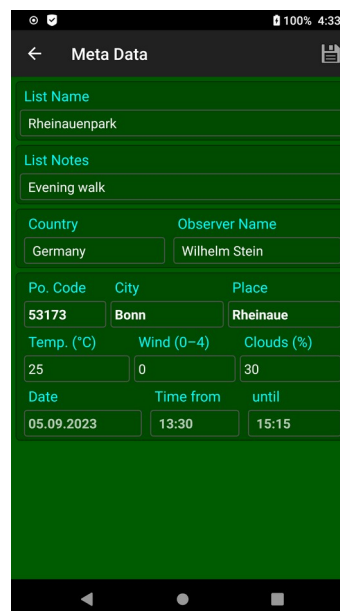 100% 4:33
Meta Data
List Name
Rheinauenpark
List Notes
Evening walk
Country Observer Name
Germany Wilhelm Stein
Po. Code City Place
53173 Bonn Rheinaue
Temp. (°C) Wind (0–4) Clouds (%)
25 0 30
Date Time from until
05.09.2023 13:30 15:15